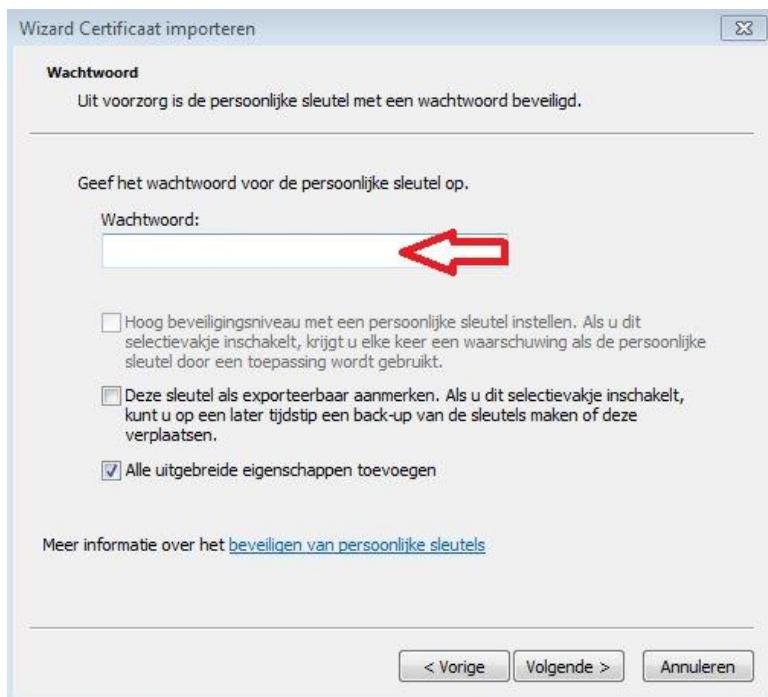 Wizard Certificaat importeren
Wachtwoord
Uit voorzorg is de persoonlijke sleutel met een wachtwoord beveiligd.
Geef het wachtwoord voor de persoonlijke sleutel op.
Wachtwoord:
Hoog beveiligingsniveau met een persoonlijke sleutel instellen. Als u dit
selectievakje inschakelt, krijgt u elke keer een waarschuwing als de persoonlijke
sleutel door een toepassing wordt gebruikt.
Deze sleutel als exporteerbaar aanmerken. Als u dit selectievakje inschakelt,
kunt u op een later tijdstip een back-up van de sleutels maken of deze
verplaatsen.
Alle uitgebreide eigenschappen toevoegen
Meer informatie over het beveiligen van persoonlijke sleutels
< Vorige Volgende > Annuleren